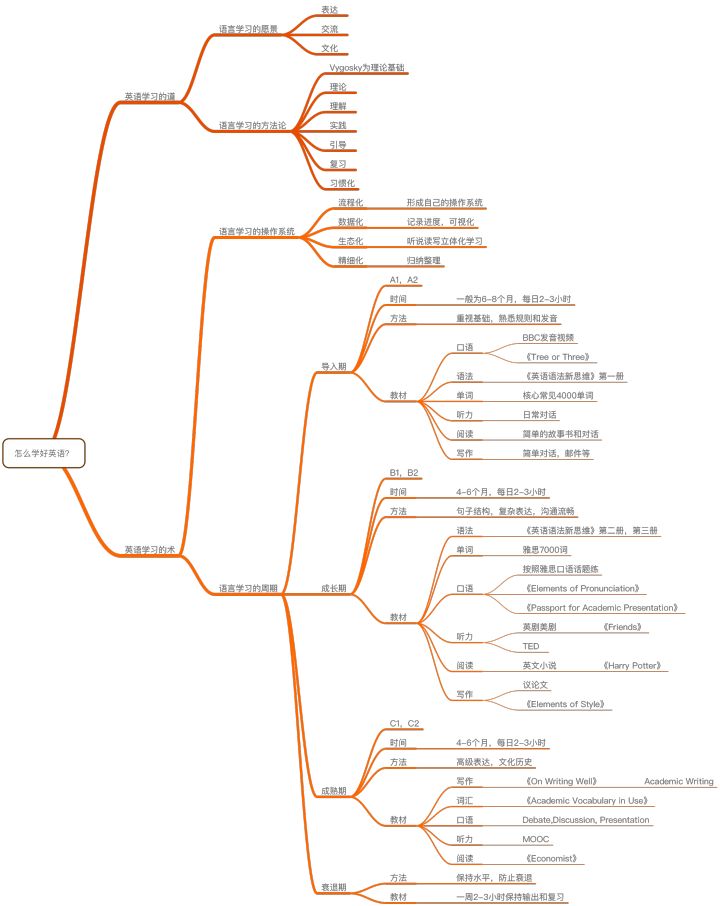 怎么学好英语？
英语学习的道
语言学习的愿景
表达
交流
文化
语言学习的方法论
Vygosky为理论基础
理论
理解
实践
引导
复习
习惯化
英语学习的术
语言学习的操作系统
流程化
形成自己的操作系统
数据化
记录进度，可视化
生态化
听说读写立体化学习
精细化
归纳整理
语言学习的周期
导入期
A1，A2
时间
一般为6-8个月，每日2-3小时
方法
重视基础，熟悉规则和发音
教材
口语
BBC发音视频
《Tree or Three》
语法
《英语语法新思维》第一册
单词
核心常见4000单词
听力
日常对话
阅读
简单的故事书和对话
写作
简单对话，邮件等
成长期
B1，B2
时间
4-6个月，每日2-3小时
方法
句子结构，复杂表达，沟通流畅
教材
语法
《英语语法新思维》第二册，第三册
单词
雅思7000词
口语
按照雅思口语话题练
《Elements of Pronunciation》
《Passport for Academic Presentation》
听力
英剧美剧
《Friends》
TED
阅读
英文小说
《Harry Potter》
写作
议论文
《Elements of Style》
成熟期
C1，C2
时间
4-6个月，每日2-3小时
方法
高级表达，文化历史
教材
写作
《On Writing Well》
Academic Writing
词汇
《Academic Vocabulary in Use》
口语
Debate,Discussion, Presentation
听力
MOOC
阅读
《Economist》
衰退期
方法
保持水平，防止衰退
教材
一周2-3小时保持输出和复习